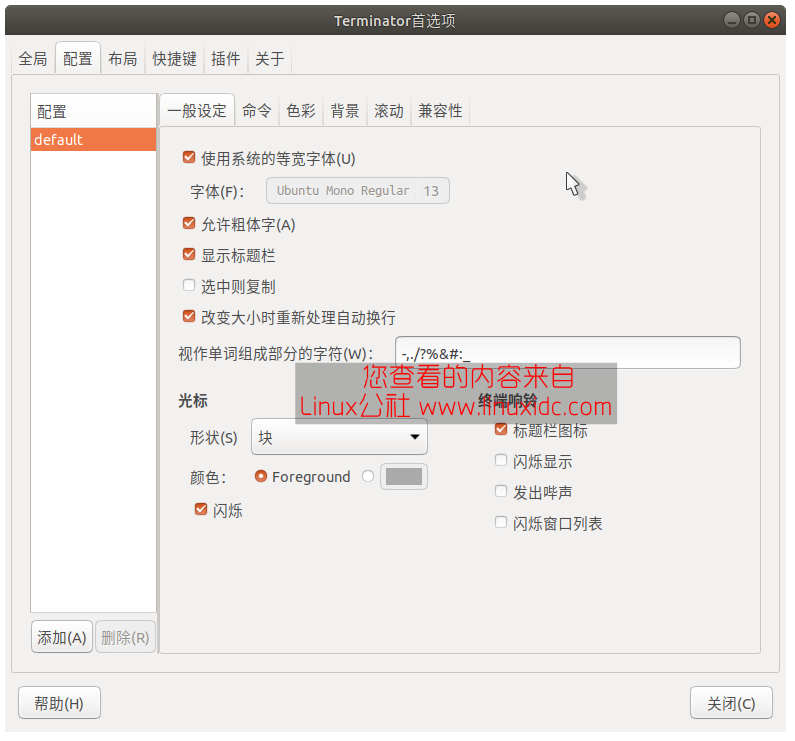 Terminator首选项
全局 配置 布局 快捷键 插件 关于
配置
default
一般设定 命令 色彩 背景 滚动 兼容性
使用系统的等宽字体(U)
字体(F)： Ubuntu Mono Regular 13
允许粗体字(A)
显示标题栏
选中则复制
改变大小时重新处理自动换行
视作单词组成部分的字符(W)： -,./?%&#:_
您查看的内容来自
Linux公社 www.linuxidc.com
光标 终端响铃
形状(S) 块 标题栏图标
闪烁显示
颜色： Foreground
发出哔声
闪烁 闪烁窗口列表
添加(A) 删除(R)
帮助(H) 关闭(C)